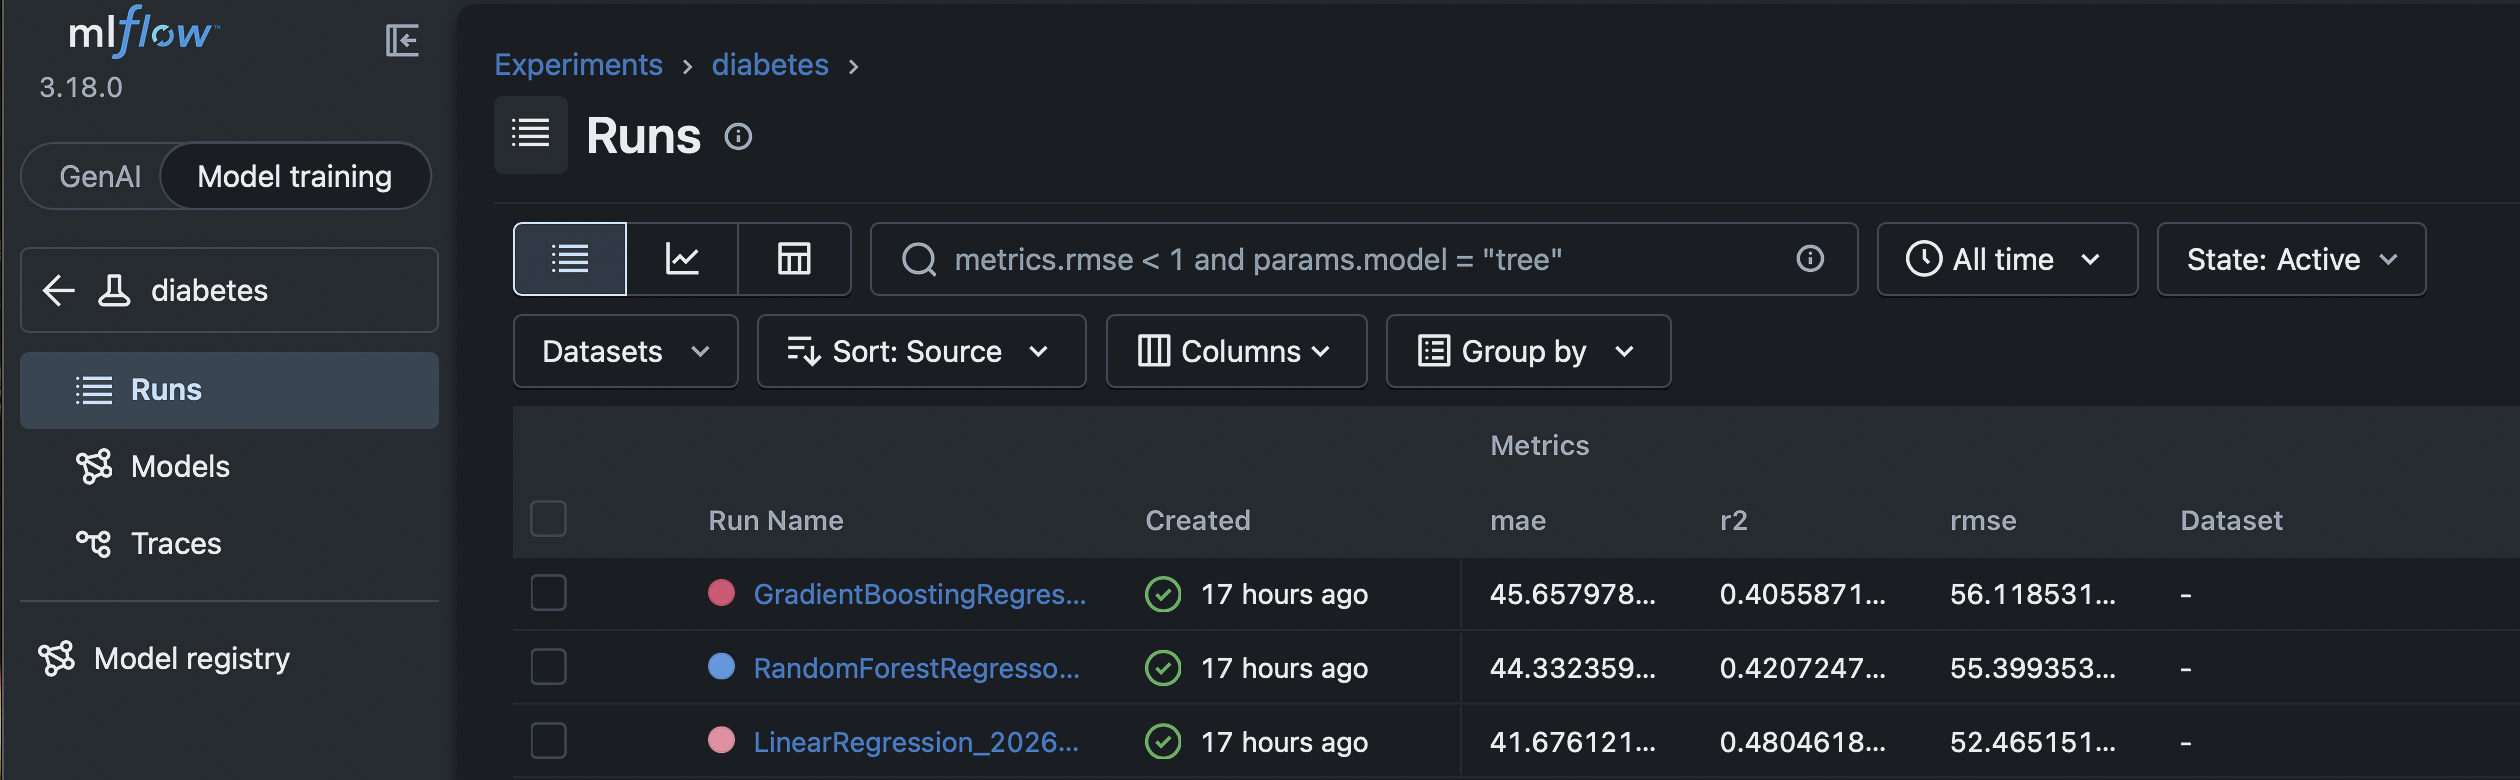 mlflow™
3.18.0
GenAI
Model training
diabetes
Runs
Models
Traces
Model registry
Experiments > diabetes >
Runs
metrics.rmse < 1 and params.model = "tree"
All time
State: Active
Datasets
Sort: Source
Columns
Group by
Metrics
Run Name Created mae r2 rmse Dataset
GradientBoostingRegres... 17 hours ago 45.657978... 0.4055871... 56.118531... -
RandomForestRegresso... 17 hours ago 44.332359... 0.4207247... 55.399353... -
LinearRegression_2026... 17 hours ago 41.676121... 0.4804618... 52.465151... -